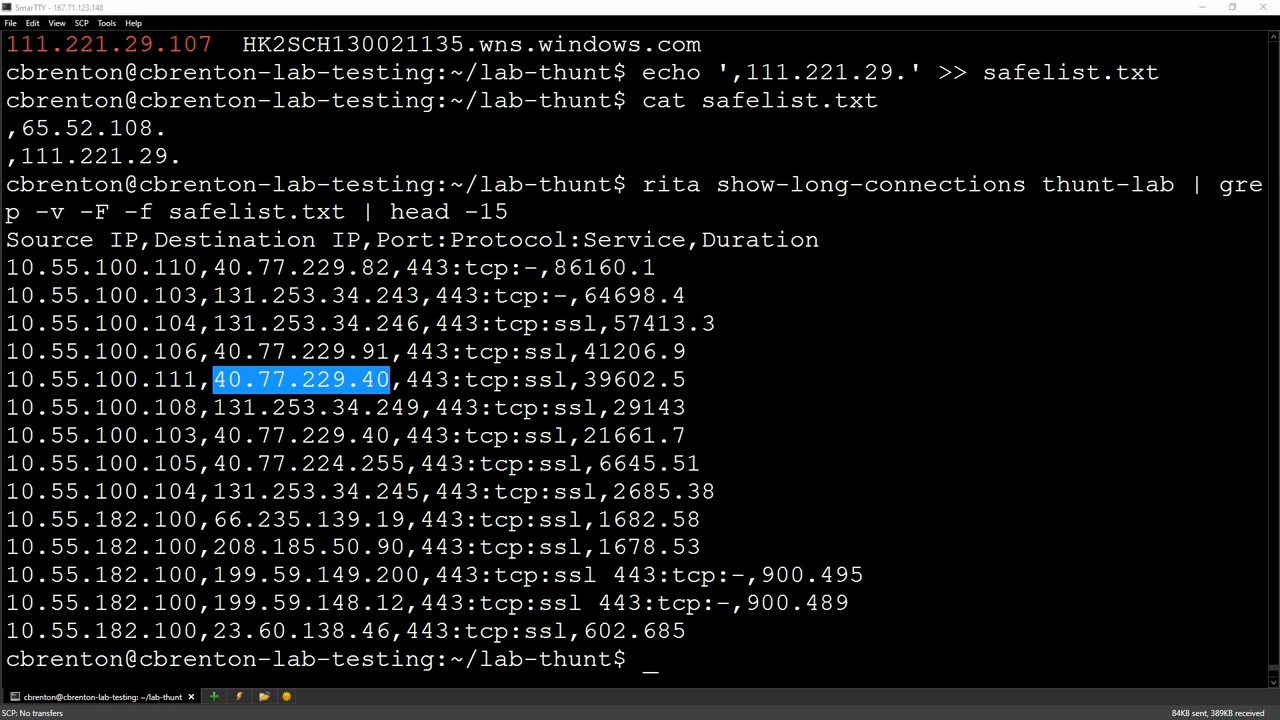 SmarTTY - 167.71.123.148
File Edit View SCP Tools Help
111.221.29.107  HK2SCH130021135.wns.windows.com
cbrenton@cbrenton-lab-testing:~/lab-thunt$ echo ',111.221.29.' >> safelist.txt
cbrenton@cbrenton-lab-testing:~/lab-thunt$ cat safelist.txt
,65.52.108.
,111.221.29.
cbrenton@cbrenton-lab-testing:~/lab-thunt$ rita show-long-connections thunt-lab | gre
p -v -F -f safelist.txt | head -15
Source IP,Destination IP,Port:Protocol:Service,Duration
10.55.100.110,40.77.229.82,443:tcp:-,86160.1
10.55.100.103,131.253.34.243,443:tcp:-,64698.4
10.55.100.104,131.253.34.246,443:tcp:ssl,57413.3
10.55.100.106,40.77.229.91,443:tcp:ssl,41206.9
10.55.100.111,40.77.229.40,443:tcp:ssl,39602.5
10.55.100.108,131.253.34.249,443:tcp:ssl,29143
10.55.100.103,40.77.229.40,443:tcp:ssl,21661.7
10.55.100.105,40.77.224.255,443:tcp:ssl,6645.51
10.55.100.104,131.253.34.245,443:tcp:ssl,2685.38
10.55.182.100,66.235.139.19,443:tcp:ssl,1682.58
10.55.182.100,208.185.50.90,443:tcp:ssl,1678.53
10.55.182.100,199.59.149.200,443:tcp:ssl 443:tcp:-,900.495
10.55.182.100,199.59.148.12,443:tcp:ssl 443:tcp:-,900.489
10.55.182.100,23.60.138.46,443:tcp:ssl,602.685
cbrenton@cbrenton-lab-testing:~/lab-thunt$ _
cbrenton@cbrenton-lab-testing: ~/lab-thunt
SCP: No transfers 84KB sent, 389KB received